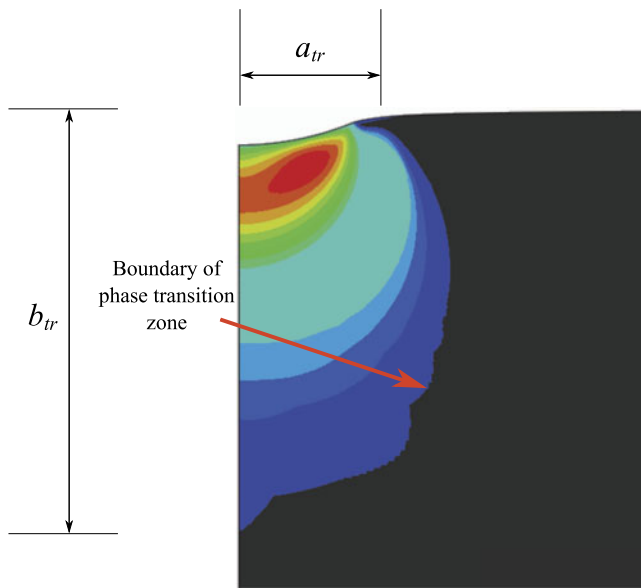 a_tr
b_tr
Boundary of
phase transition
zone